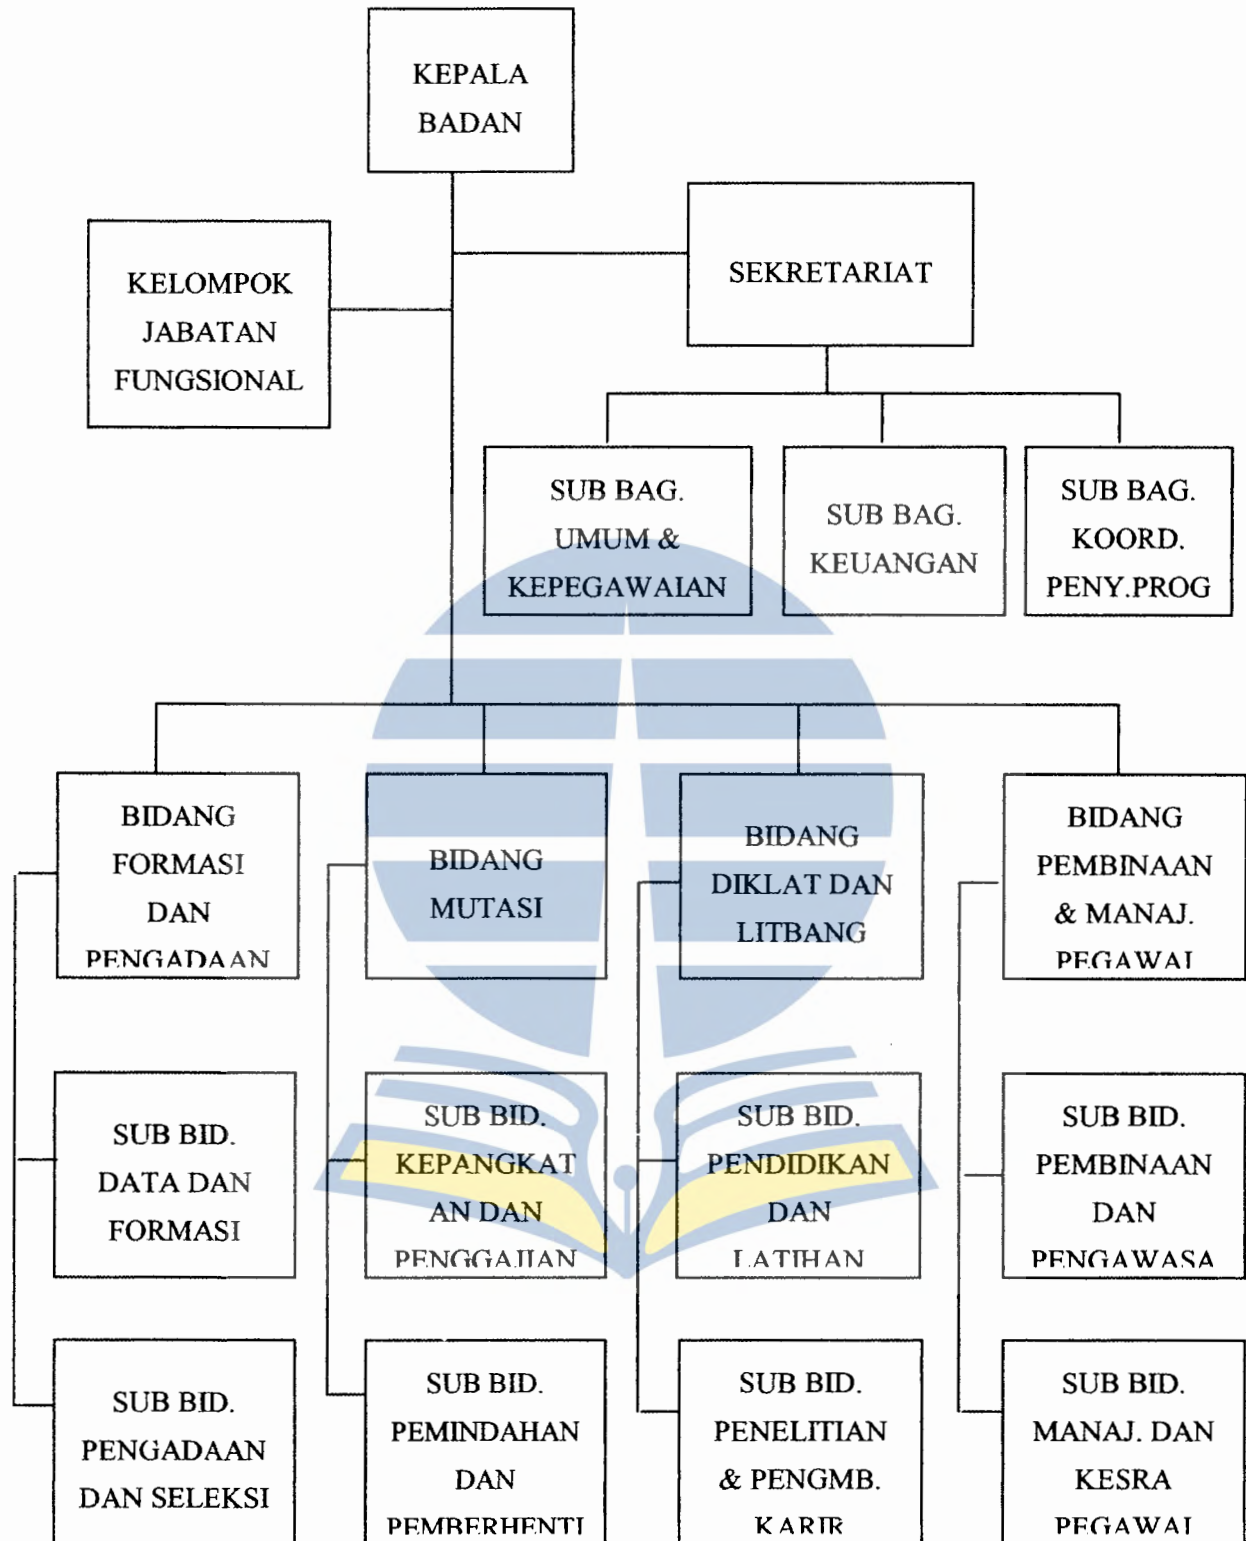 KEPALA
BADAN
SEKRETARIAT
KELOMPOK
JABATAN
FUNGSIONAL
SUB BAG.
UMUM &
KEPEGAWAIAN
SUB BAG.
KEUANGAN
SUB BAG.
KOORD.
PENY.PROG
BIDANG
FORMASI
DAN
PENGADAAN
BIDANG
MUTASI
BIDANG
DIKLAT DAN
LITBANG
BIDANG
PEMBINAAN
& MANAJ.
PEGAWAI
SUB BID.
DATA DAN
FORMASI
SUB BID.
KEPANGKAT
AN DAN
PENGGAJIAN
SUB BID.
PENDIDIKAN
DAN
LATIHAN
SUB BID.
PEMBINAAN
DAN
PENGAWASA
SUB BID.
PENGADAAN
DAN SELEKSI
SUB BID.
PEMINDAHAN
DAN
PEMBERHENTI
SUB BID.
PENELITIAN
& PENGMB.
KARIR
SUB BID.
MANAJ. DAN
KESRA
PEGAWAI